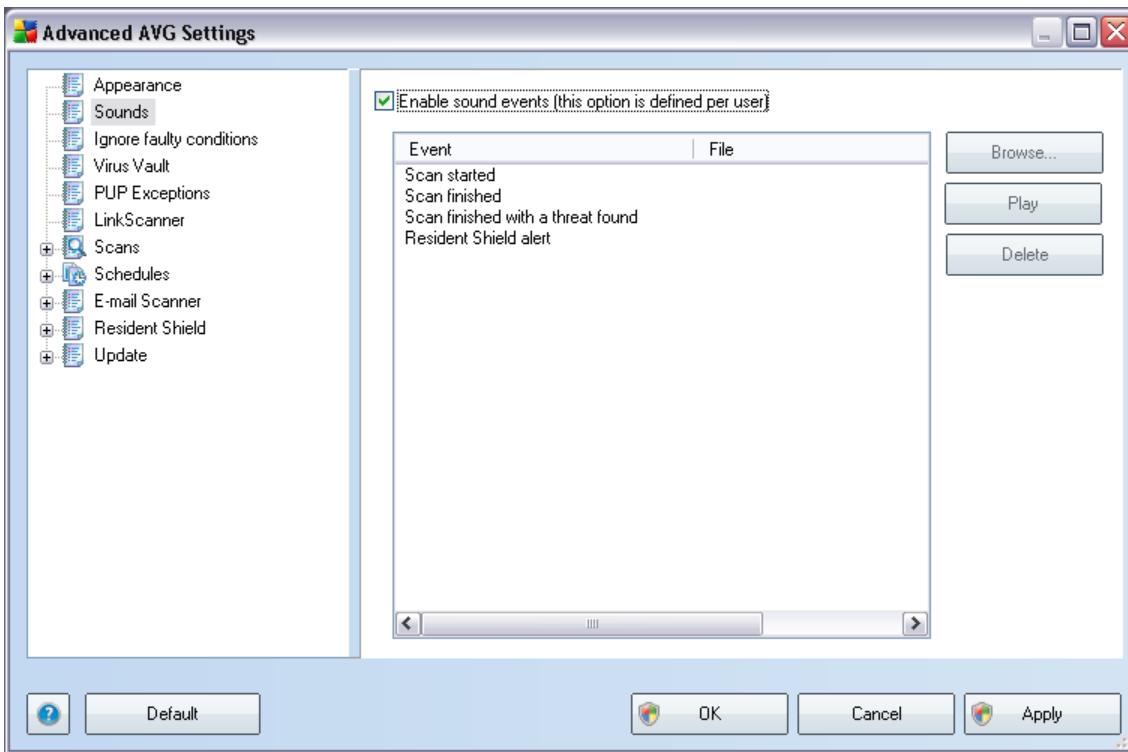 Advanced AVG Settings
Appearance
Sounds
Ignore faulty conditions
Virus Vault
PUP Exceptions
LinkScanner
Scans
Schedules
E-mail Scanner
Resident Shield
Update
Enable sound events (this option is defined per user)
Event File
Scan started
Scan finished
Scan finished with a threat found
Resident Shield alert
Browse...
Play
Delete
? Default OK Cancel Apply